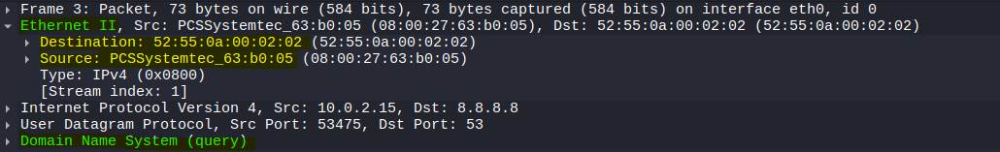 Frame 3: Packet, 73 bytes on wire (584 bits), 73 bytes captured (584 bits) on interface eth0, id 0
Ethernet II, Src: PCSSystemtec_63:b0:05 (08:00:27:63:b0:05), Dst: 52:55:0a:00:02:02 (52:55:0a:00:02:02)
Destination: 52:55:0a:00:02:02 (52:55:0a:00:02:02)
Source: PCSSystemtec_63:b0:05 (08:00:27:63:b0:05)
Type: IPv4 (0x0800)
[Stream index: 1]
Internet Protocol Version 4, Src: 10.0.2.15, Dst: 8.8.8.8
User Datagram Protocol, Src Port: 53475, Dst Port: 53
Domain Name System (query)